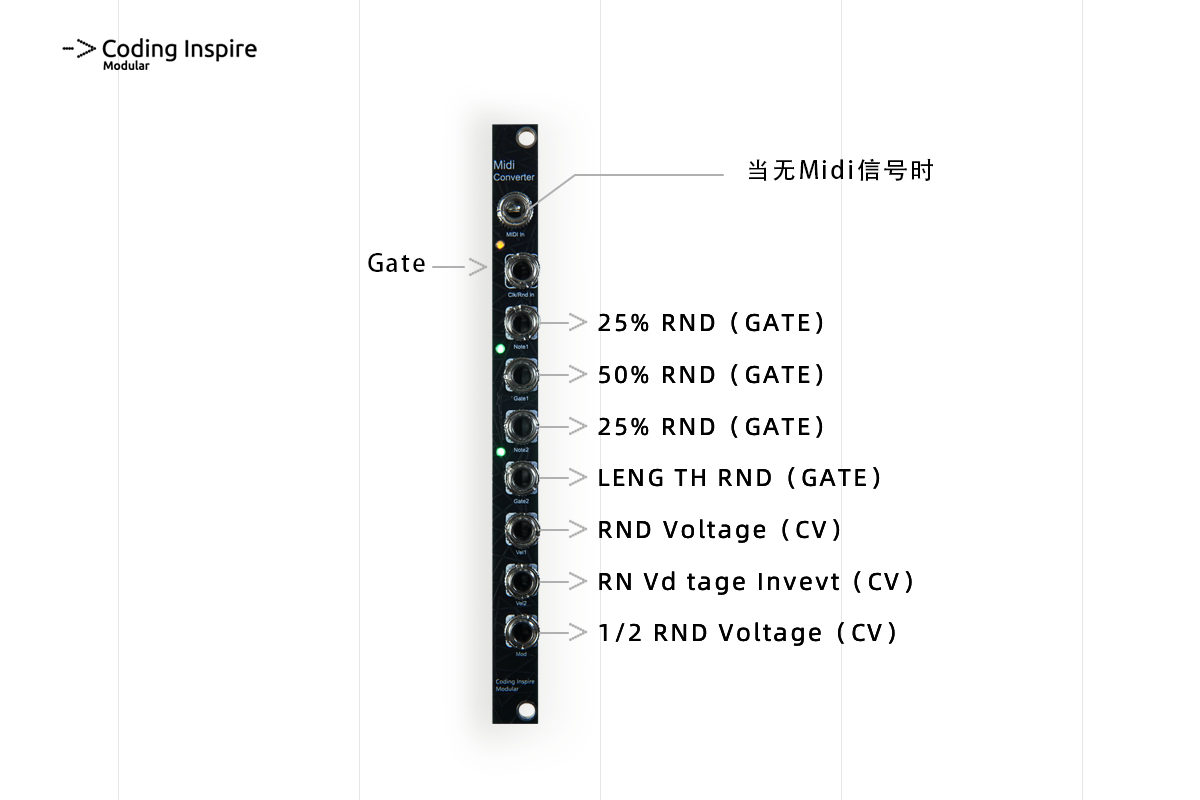 Coding Inspire
Modular
Midi
Converter
当无Midi信号时
MIDI In
Gate
Clk/Rnd In
25% RND（GATE）
Note1
50% RND（GATE）
Gate1
25% RND（GATE）
Note2
LENG TH RND（GATE）
Gate2
RND Voltage（CV）
Vel1
RN Vd tage Invevt（CV）
Vel2
1/2 RND Voltage（CV）
Mod
Coding Inspire
Modular